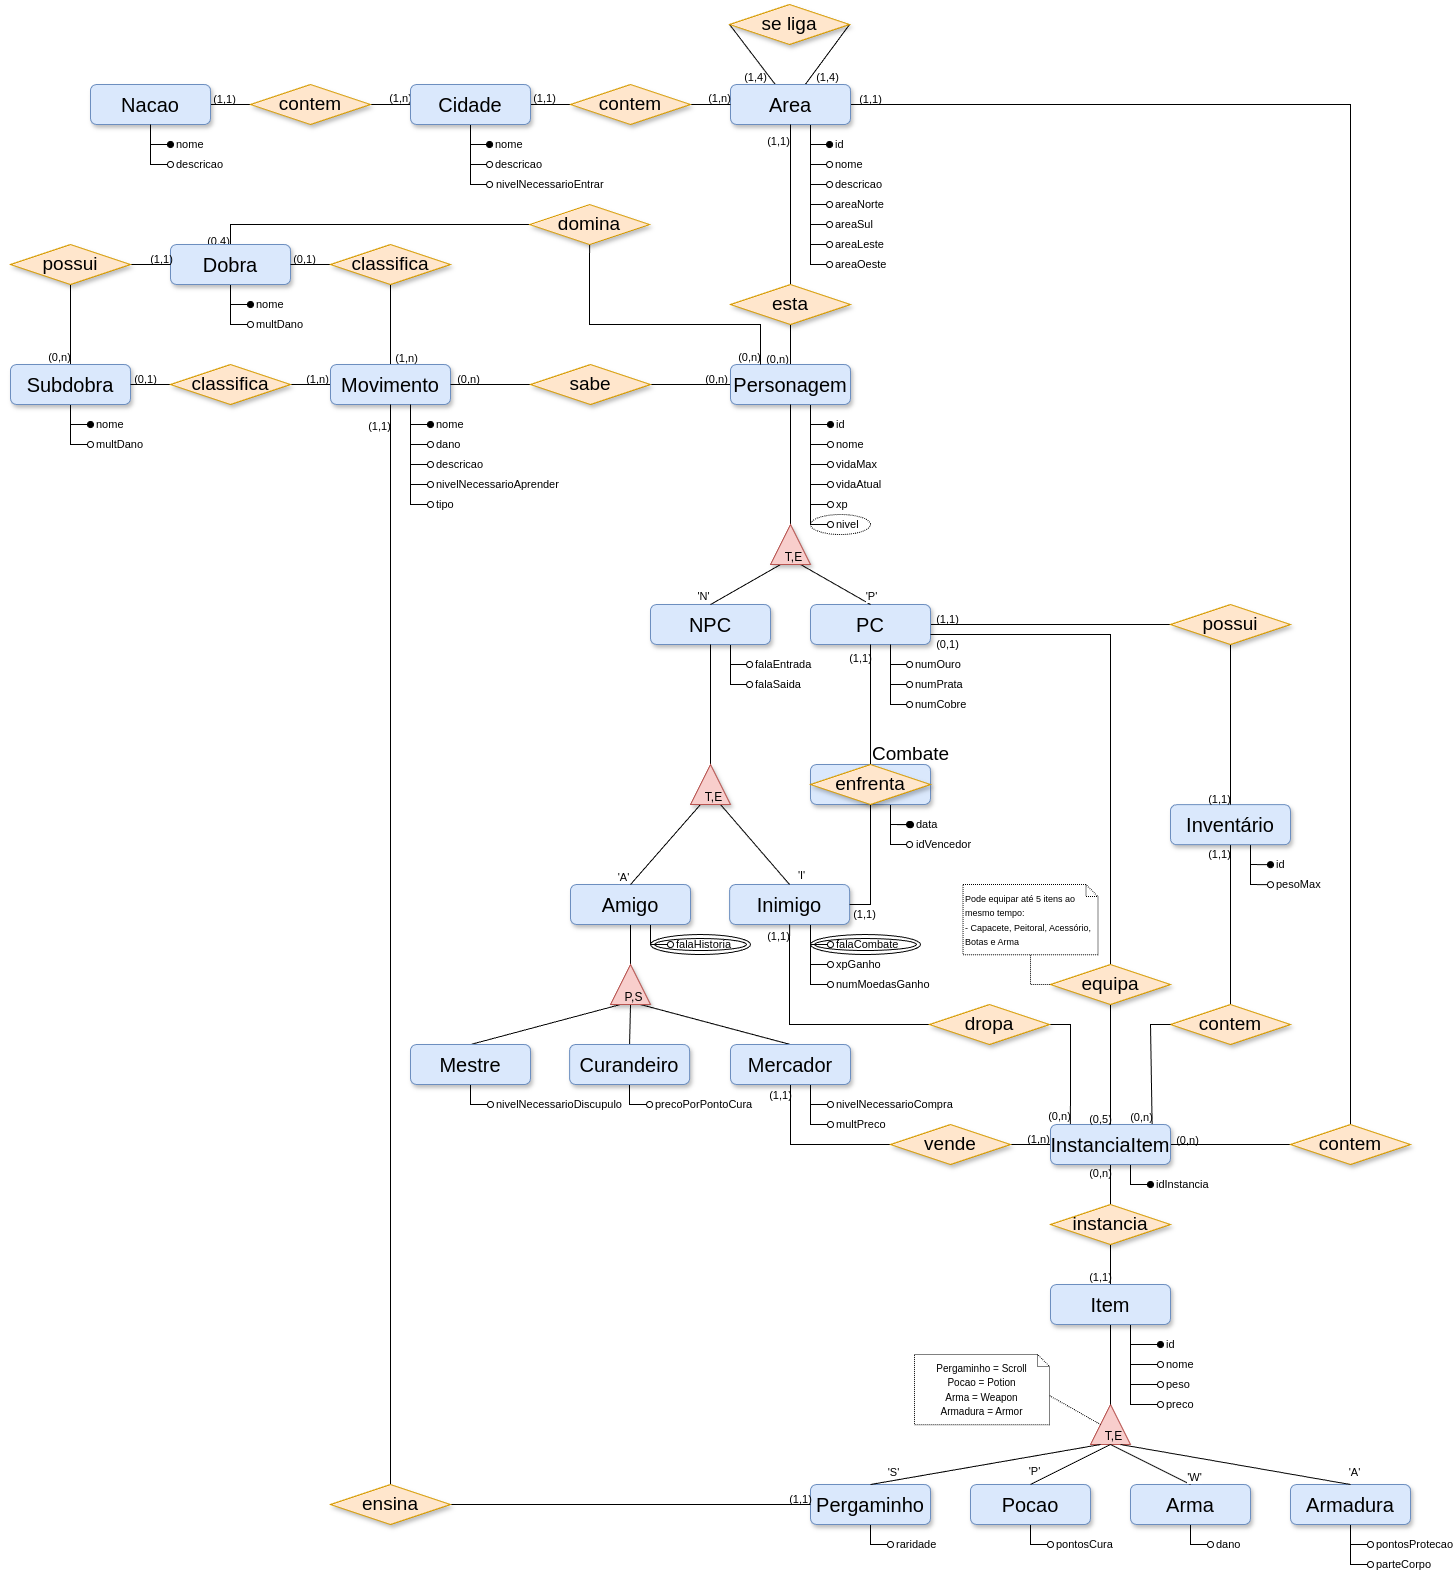 se liga
(1,4)
(1,4)
Nacao
(1,1)
contem
(1,n)
Cidade
(1,1)
contem
(1,n)
Area
(1,1)
nome
descricao
nome
descricao
nivelNecessarioEntrar
(1,1)
id
nome
descricao
areaNorte
areaSul
areaLeste
areaOeste
domina
possui
(1,1)
(0,4)
Dobra
(0,1)
classifica
nome
multDano
esta
(0,n)
(1,n)
(0,n)
(0,n)
Subdobra
(0,1)
classifica
(1,n)
Movimento
(0,n)
sabe
(0,n)
Personagem
nome
multDano
(1,1)
nome
dano
descricao
nivelNecessarioAprender
tipo
id
nome
vidaMax
vidaAtual
xp
nivel
T,E
'N'
'P'
NPC
PC
(1,1)
(0,1)
possui
falaEntrada
falaSaida
(1,1)
numOuro
numPrata
numCobre
Combate
enfrenta
data
idVencedor
T,E
(1,1)
Inventário
(1,1)
id
pesoMax
'A'
'I'
Amigo
Inimigo
(1,1)
falaHistoria
(1,1)
falaCombate
xpGanho
numMoedasGanho
Pode equipar até 5 itens ao
mesmo tempo:
- Capacete, Peitoral, Acessório,
Botas e Arma
equipa
P,S
dropa
contem
Mestre
Curandeiro
Mercador
nivelNecessarioDiscupulo
precoPorPontoCura
(1,1)
nivelNecessarioCompra
multPreco
vende
(1,n)
(0,n)
(0,5)
(0,n)
InstanciaItem
(0,n)
contem
(0,n)
idInstancia
instancia
(1,1)
Item
id
nome
peso
preco
Pergaminho = Scroll
Pocao = Potion
Arma = Weapon
Armadura = Armor
T,E
'S'
'P'
'W'
'A'
ensina
(1,1)
Pergaminho
Pocao
Arma
Armadura
raridade
pontosCura
dano
pontosProtecao
parteCorpo